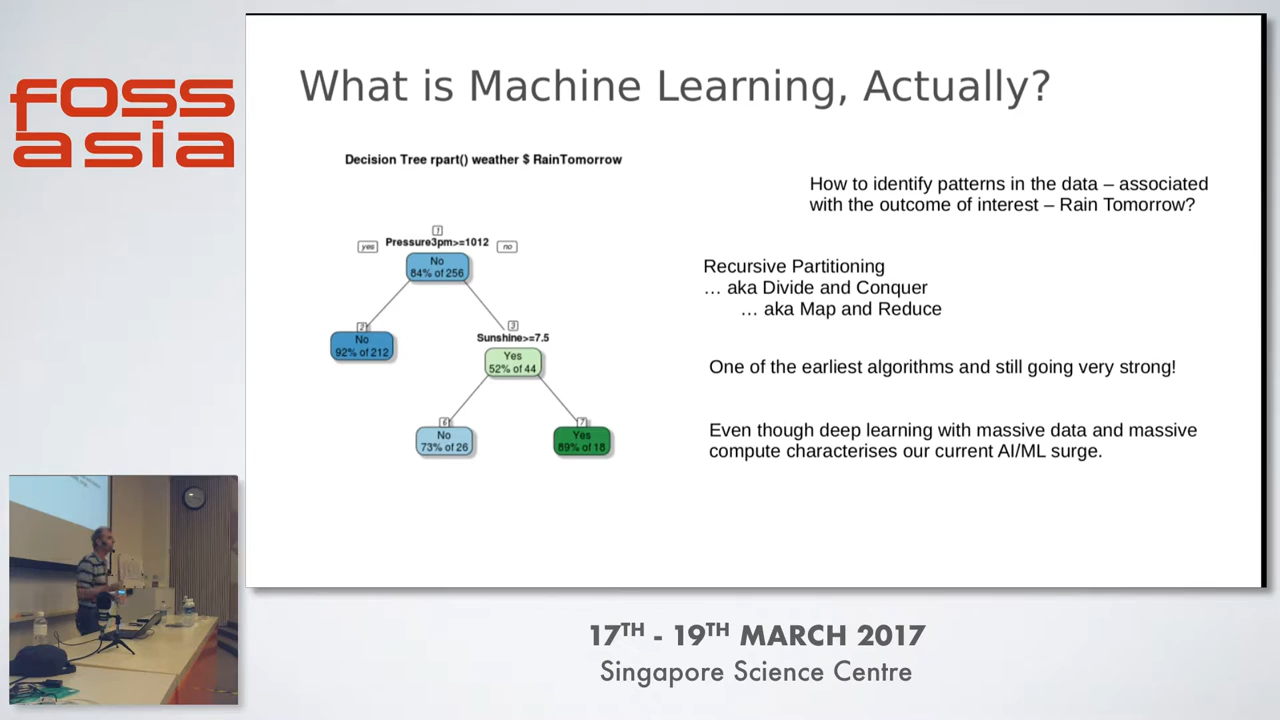 foss
asia
What is Machine Learning, Actually?
Decision Tree rpart() weather $ RainTomorrow
How to identify patterns in the data – associated
with the outcome of interest – Rain Tomorrow?
1
yes Pressure3pm>=1012 no
No
84% of 256
Recursive Partitioning
… aka Divide and Conquer
… aka Map and Reduce
2
No
92% of 212
3
Sunshine>=7.5
Yes
52% of 44
One of the earliest algorithms and still going very strong!
6
No
73% of 26
7
Yes
89% of 18
Even though deep learning with massive data and massive
compute characterises our current AI/ML surge.
17TH - 19TH MARCH 2017
Singapore Science Centre